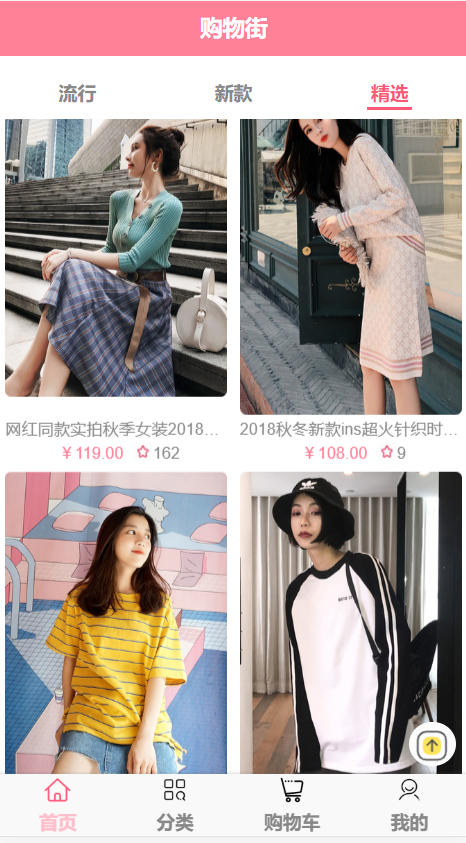 购物街
流行 新款 精选
网红同款实拍秋季女装2018... 2018秋冬新款ins超火针织时...
¥ 119.00 162 ¥ 108.00 9
首页 分类 购物车 我的